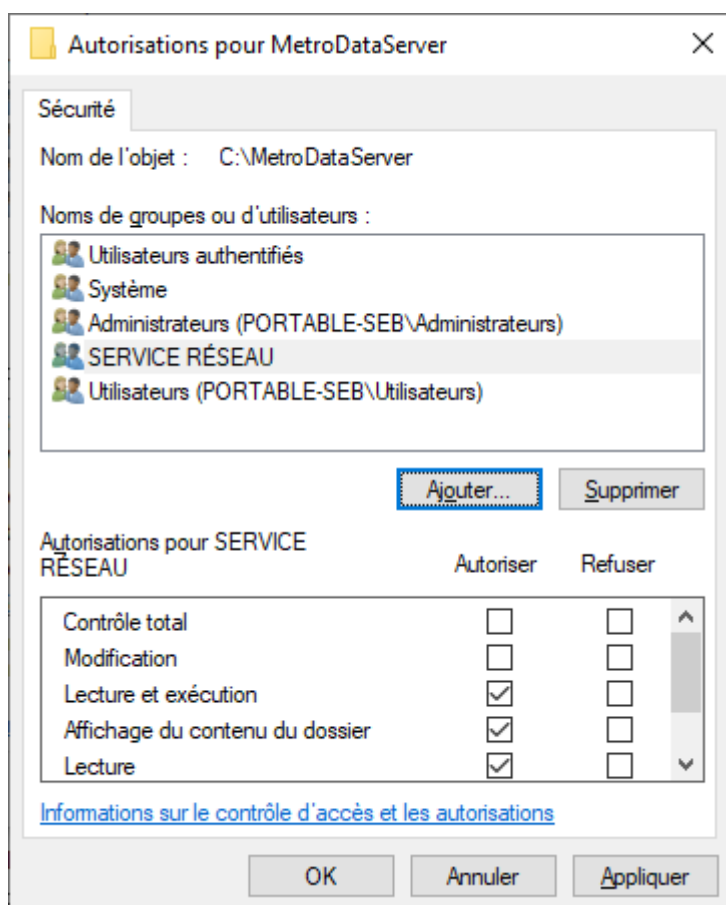 Autorisations pour MetroDataServer
Sécurité
Nom de l'objet : C:\MetroDataServer
Noms de groupes ou d'utilisateurs :
Utilisateurs authentifiés
Système
Administrateurs (PORTABLE-SEB\Administrateurs)
SERVICE RÉSEAU
Utilisateurs (PORTABLE-SEB\Utilisateurs)
Ajouter... Supprimer
Autorisations pour SERVICE
RÉSEAU Autoriser Refuser
Contrôle total
Modification
Lecture et exécution
Affichage du contenu du dossier
Lecture
Informations sur le contrôle d'accès et les autorisations
OK Annuler Appliquer